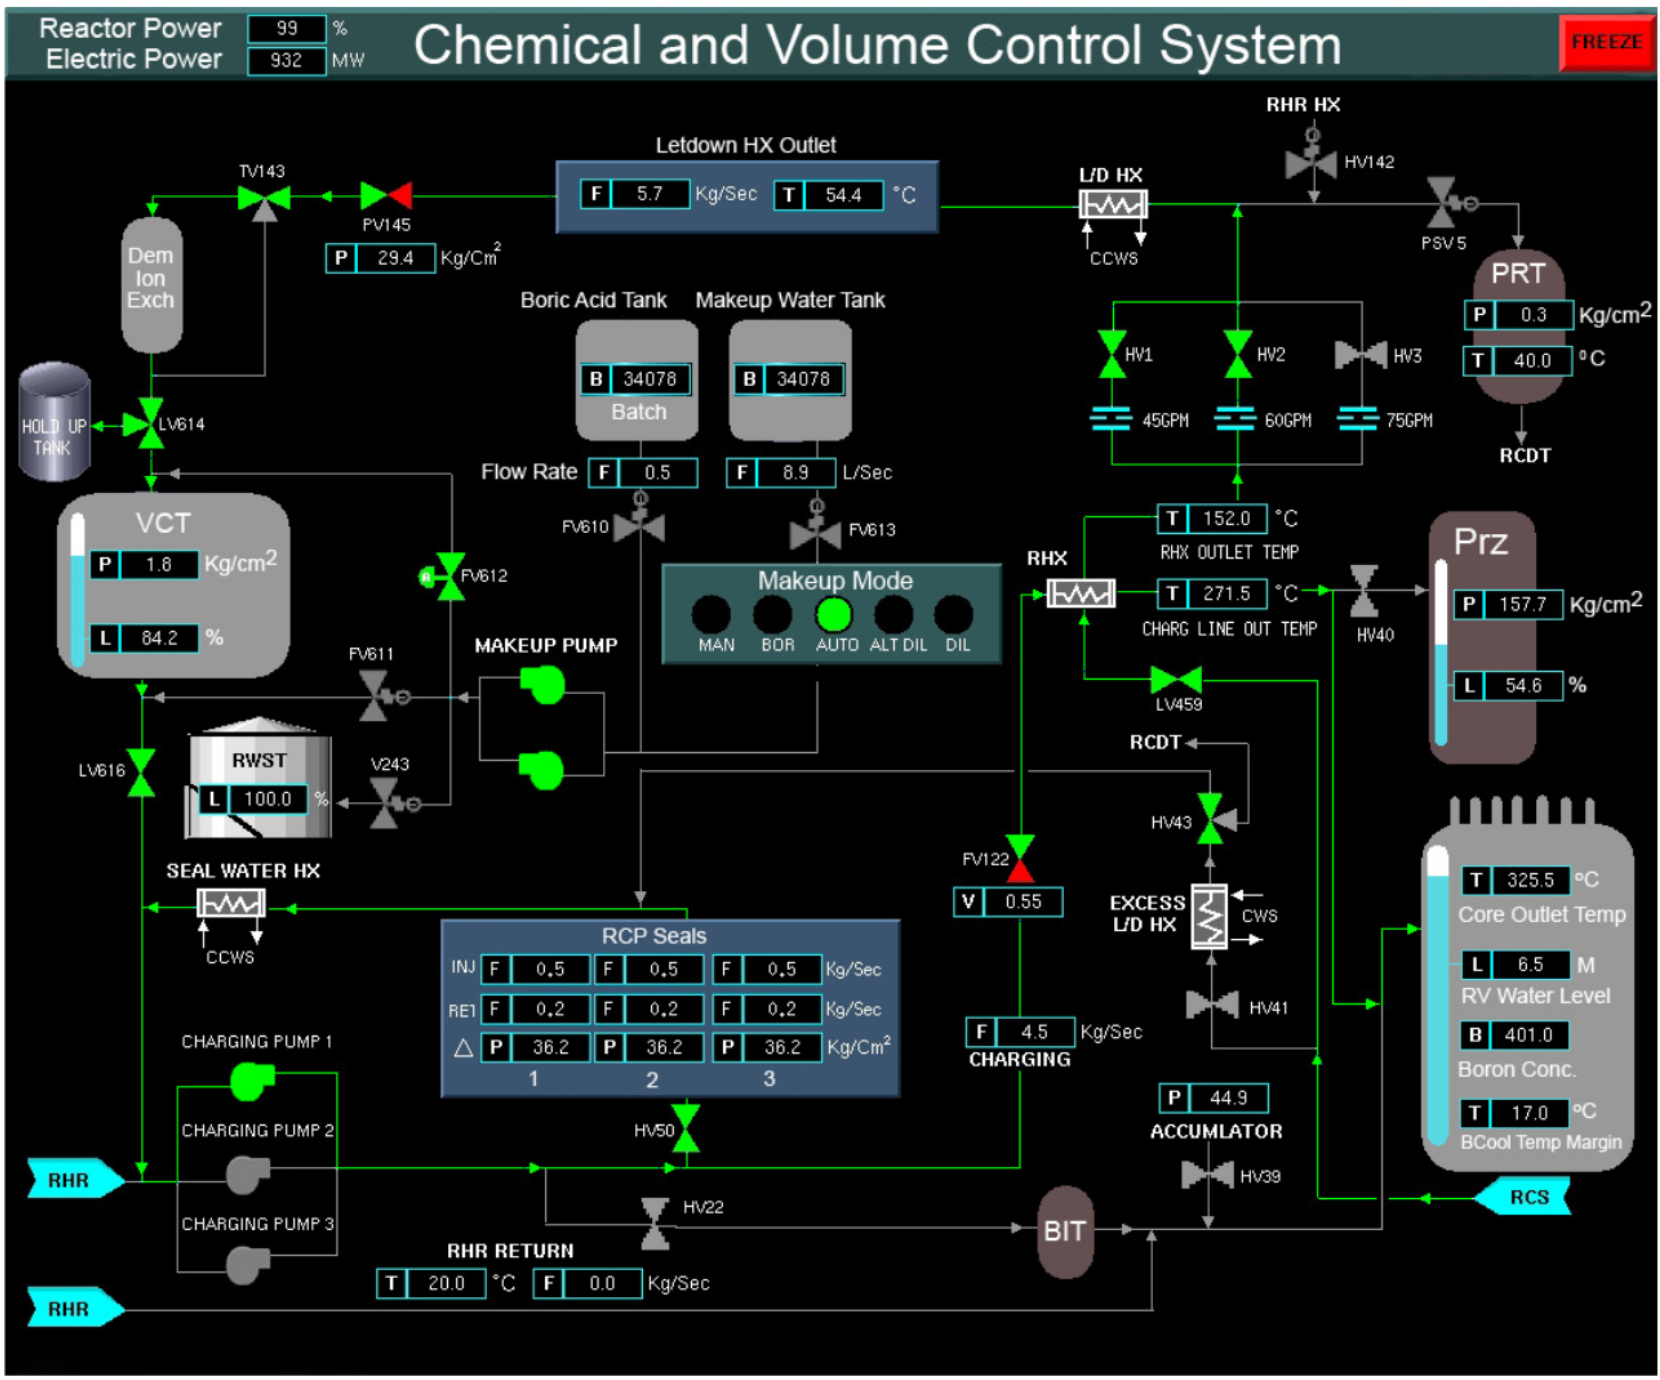 Reactor Power 99 %
Electric Power 932 MW
Chemical and Volume Control System
FREEZE
RHR HX
HV142
Letdown HX Outlet
F 5.7 Kg/Sec T 54.4 °C
TV143
PV145
P 29.4 Kg/Cm2
L/D HX
CCWS
PSV5
PRT
P 0.3 Kg/cm2
T 40.0 ºC
RCDT
Dem
Ion
Exch
Boric Acid Tank
B 34078
Batch
Makeup Water Tank
B 34078
HV1
HV2
HV3
45GPM
60GPM
75GPM
HOLD UP
TANK
LV614
Flow Rate F 0.5
F 8.9 L/Sec
FV610
FV613
VCT
P 1.8 Kg/cm2
L 84.2 %
FV612
T 152.0 °C
RHX OUTLET TEMP
RHX
T 271.5 °C
CHARG LINE OUT TEMP
HV40
Prz
P 157.7 Kg/cm2
L 54.6 %
Makeup Mode
MAN BOR AUTO ALT DIL DIL
MAKEUP PUMP
FV611
LV459
RCDT
LV616
RWST
L 100.0 %
V243
HV43
FV122
V 0.55
EXCESS
L/D HX
CWS
SEAL WATER HX
CCWS
T 325.5 ºC
Core Outlet Temp
L 6.5 M
RV Water Level
B 401.0
Boron Conc.
T 17.0 ºC
BCool Temp Margin
RCP Seals
INJ F 0.5 F 0.5 F 0.5 Kg/Sec
RET F 0.2 F 0.2 F 0.2 Kg/Sec
△ P 36.2 P 36.2 P 36.2 Kg/Cm2
1 2 3
HV41
F 4.5 Kg/Sec
CHARGING
CHARGING PUMP 1
CHARGING PUMP 2
CHARGING PUMP 3
HV50
P 44.9
ACCUMLATOR
HV39
RHR
RCS
HV22
BIT
RHR RETURN
T 20.0 °C F 0.0 Kg/Sec
RHR